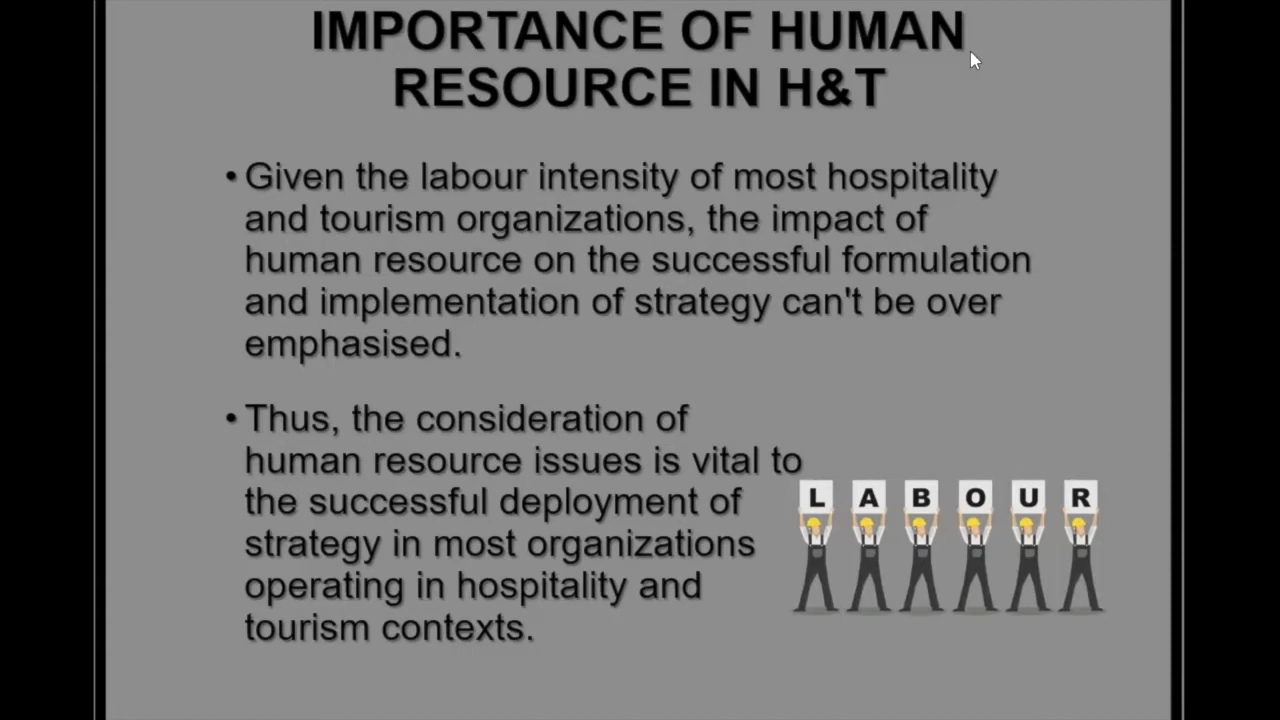 IMPORTANCE OF HUMAN
RESOURCE IN H&T
• Given the labour intensity of most hospitality
and tourism organizations, the impact of
human resource on the successful formulation
and implementation of strategy can't be over
emphasised.
• Thus, the consideration of
human resource issues is vital to
the successful deployment of
strategy in most organizations
operating in hospitality and
tourism contexts.
LABOUR